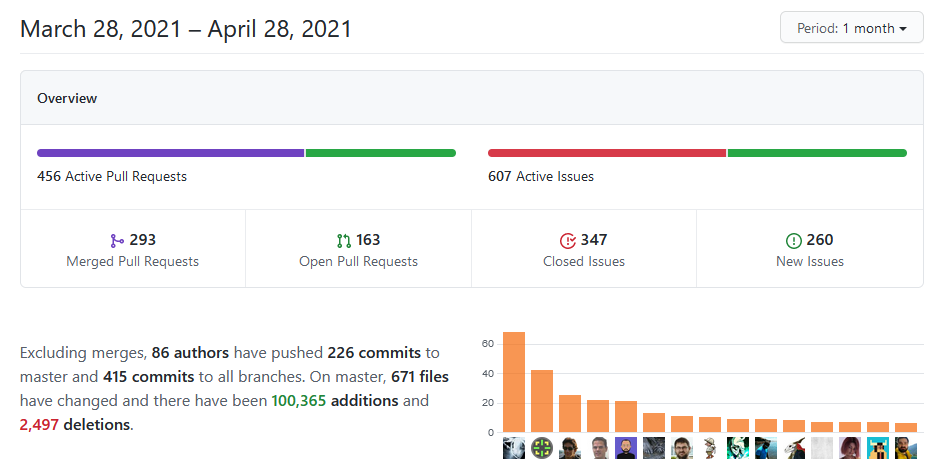 March 28, 2021 – April 28, 2021
Period: 1 month
Overview
456 Active Pull Requests
607 Active Issues
293
Merged Pull Requests
163
Open Pull Requests
347
Closed Issues
260
New Issues
Excluding merges, 86 authors have pushed 226 commits to
master and 415 commits to all branches. On master, 671 files
have changed and there have been 100,365 additions and
2,497 deletions.
60
40
20
0